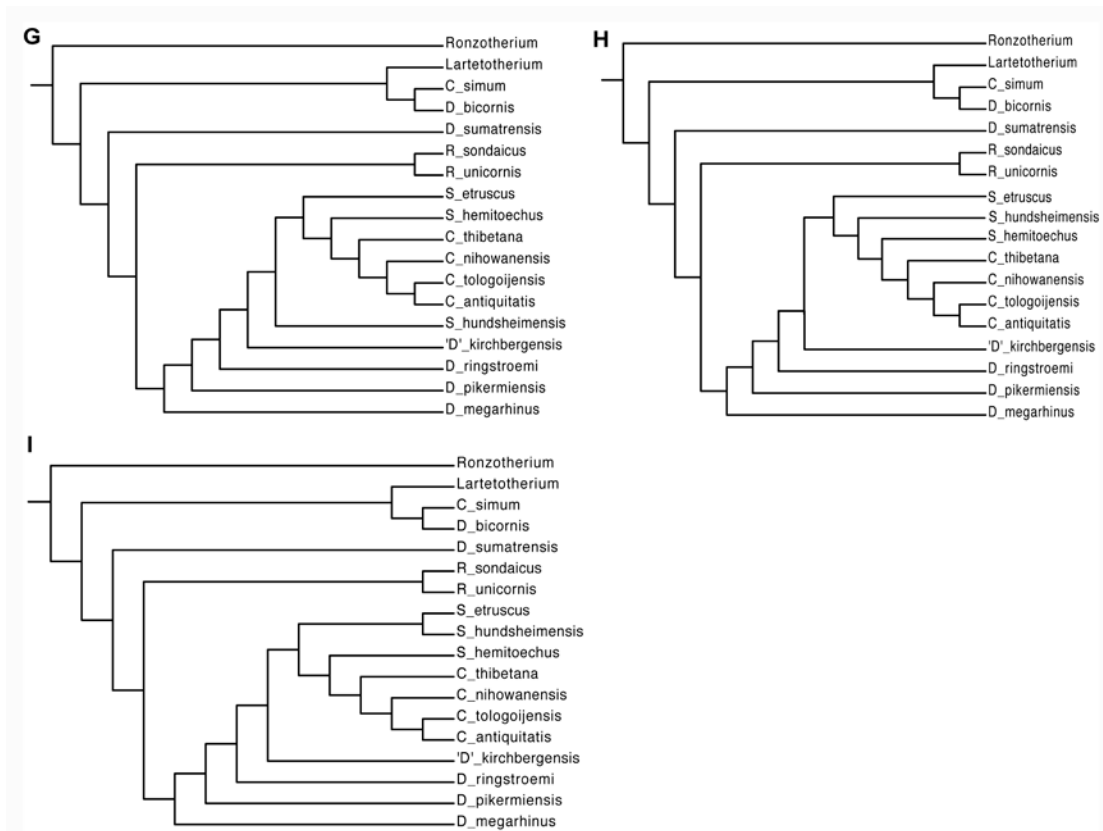 G
Ronzotherium
Lartetotherium
C_simum
D_bicornis
D_sumatrensis
R_sondaicus
R_unicornis
S_etruscus
S_hemitoechus
C_thibetana
C_nihowanensis
C_tologoijensis
C_antiquitatis
S_hundsheimensis
'D'_kirchbergensis
D_ringstroemi
D_pikermiensis
D_megarhinus
H
Ronzotherium
Lartetotherium
C_simum
D_bicornis
D_sumatrensis
R_sondaicus
R_unicornis
S_etruscus
S_hundsheimensis
S_hemitoechus
C_thibetana
C_nihowanensis
C_tologoijensis
C_antiquitatis
'D'_kirchbergensis
D_ringstroemi
D_pikermiensis
D_megarhinus
I
Ronzotherium
Lartetotherium
C_simum
D_bicornis
D_sumatrensis
R_sondaicus
R_unicornis
S_etruscus
S_hundsheimensis
S_hemitoechus
C_thibetana
C_nihowanensis
C_tologoijensis
C_antiquitatis
'D'_kirchbergensis
D_ringstroemi
D_pikermiensis
D_megarhinus